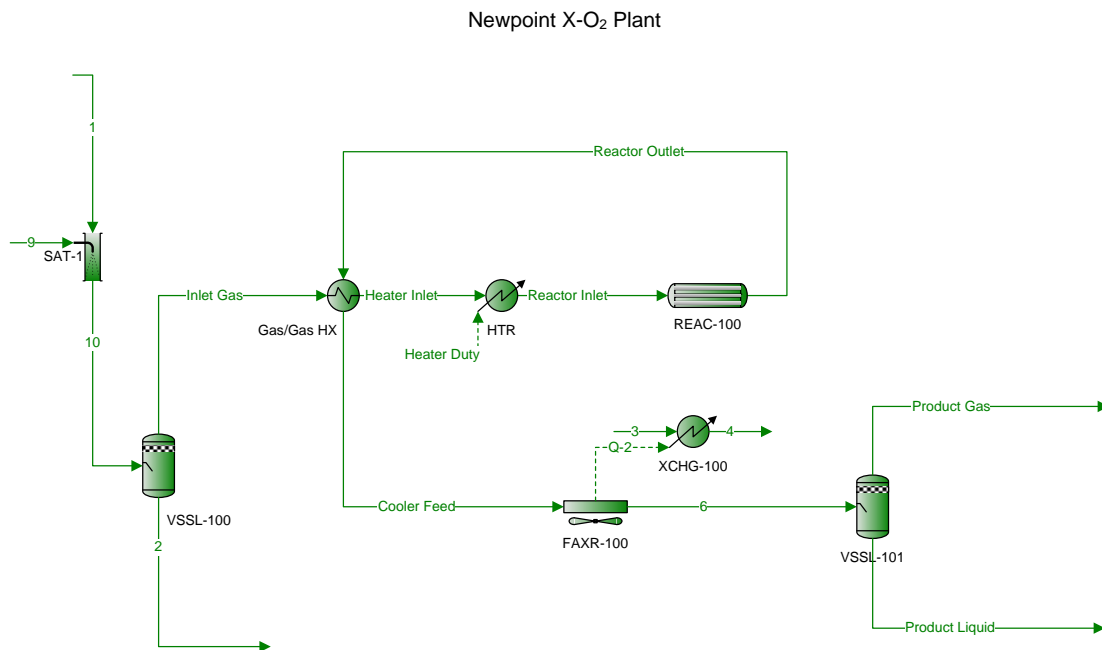 Newpoint X-O₂ Plant
1
Reactor Outlet
9
SAT-1
Inlet Gas
Heater Inlet
Reactor Inlet
Gas/Gas HX
HTR
REAC-100
10
Heater Duty
Product Gas
3
4
Q-2
XCHG-100
Cooler Feed
6
VSSL-100
FAXR-100
2
VSSL-101
Product Liquid